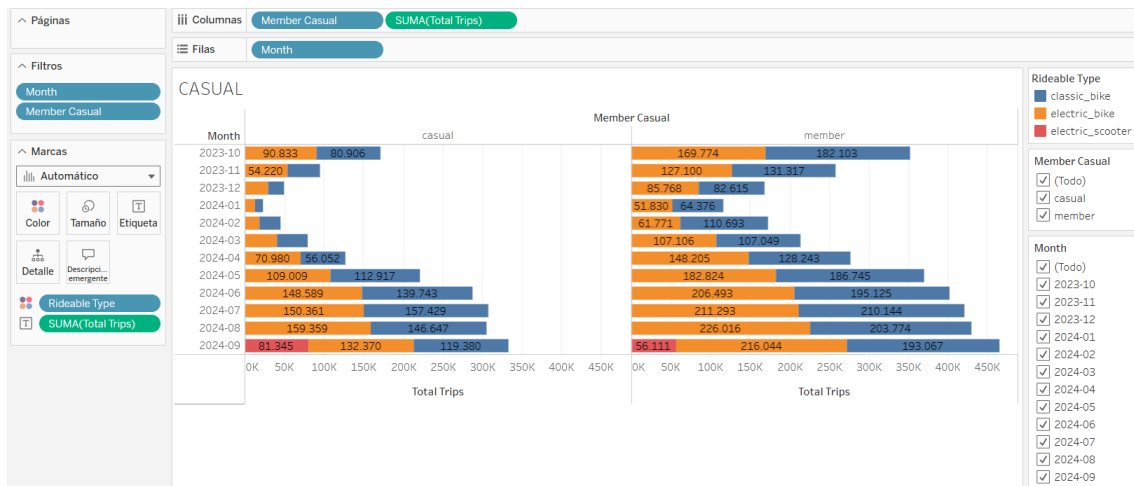 Páginas
Filtros
Month
Member Casual
Marcas
Automático
Color
Tamaño
Etiqueta
Detalle
Descripci...
emergente
Rideable Type
SUMA(Total Trips)
Columnas
Member Casual
SUMA(Total Trips)
Filas
Month
CASUAL
Member Casual
Month
casual
member
2023-10 90.833 80.906 169.774 182.103
2023-11 54.220 127.100 131.317
2023-12 85.768 82.615
2024-01 51.830 64.376
2024-02 61.771 110.693
2024-03 107.106 107.049
2024-04 70.980 56.052 148.205 128.243
2024-05 109.009 112.917 182.824 186.745
2024-06 148.589 139.743 206.493 195.125
2024-07 150.361 157.429 211.293 210.144
2024-08 159.359 146.647 226.016 203.774
2024-09 81.345 132.370 119.380 56.111 216.044 193.067
0K 50K 100K 150K 200K 250K 300K 350K 400K 450K 0K 50K 100K 150K 200K 250K 300K 350K 400K 450K
Total Trips
Total Trips
Rideable Type
classic_bike
electric_bike
electric_scooter
Member Casual
(Todo)
casual
member
Month
(Todo)
2023-10
2023-11
2023-12
2024-01
2024-02
2024-03
2024-04
2024-05
2024-06
2024-07
2024-08
2024-09